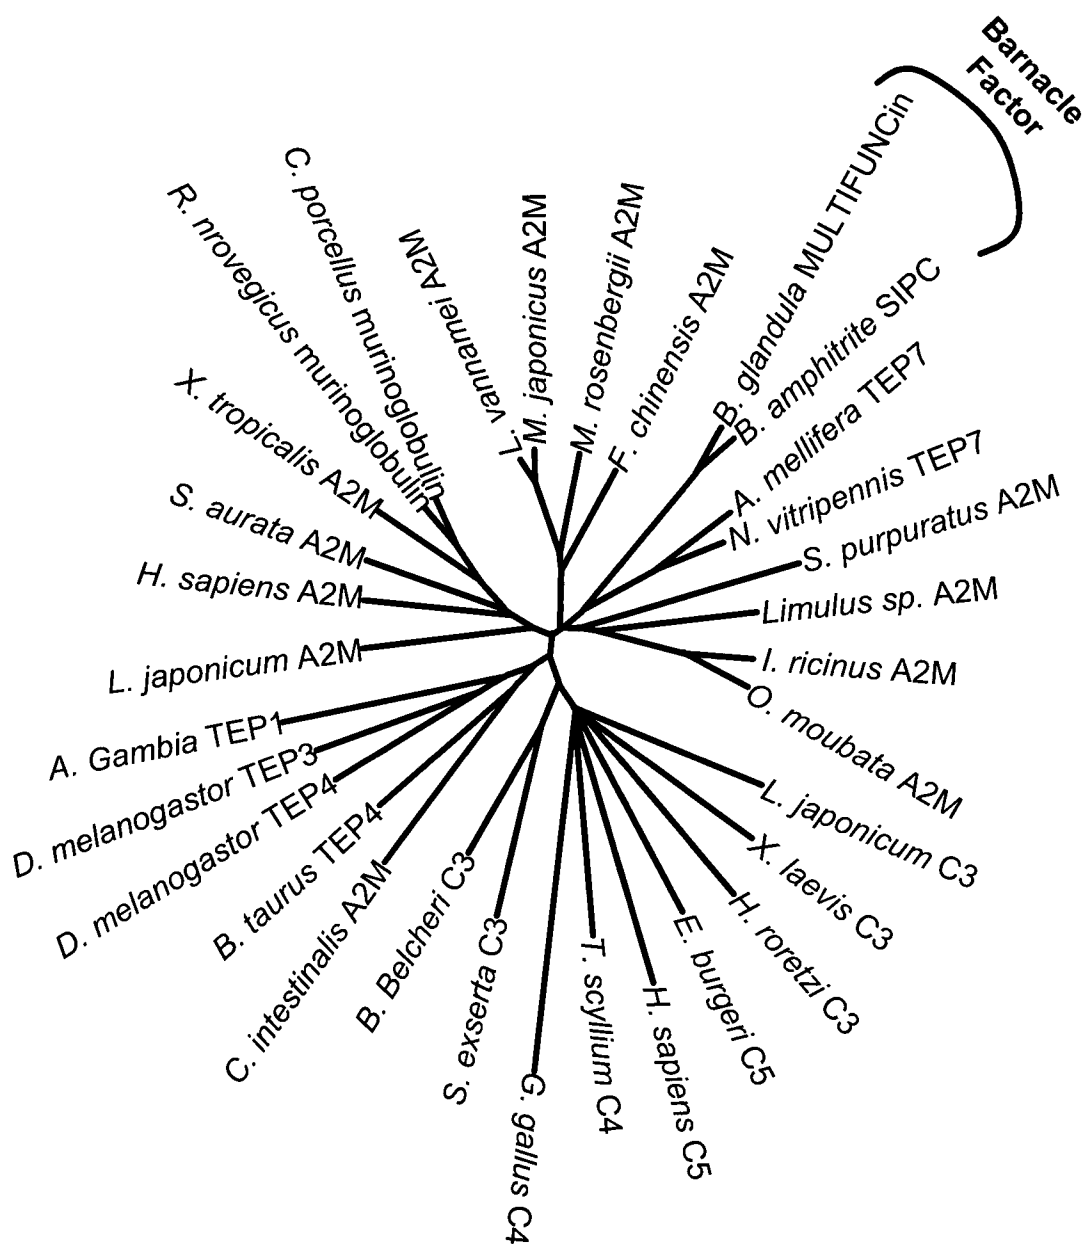 Barnacle
Factor
B. glandula MULTIFUNCin
B. amphitrite SIPC
A. mellifera TEP7
N. vitripennis TEP7
S. purpuratus A2M
Limulus sp. A2M
I. ricinus A2M
O. moubata A2M
L. japonicum C3
X. laevis C3
H. roretzi C3
E. burgeri C5
H. sapiens C5
T. scyllium C4
G. gallus C4
S. exserta C3
B. Belcheri C3
C. intestinalis A2M
B. taurus TEP4
D. melanogastor TEP4
D. melanogastor TEP3
A. Gambia TEP1
L. japonicum A2M
H. sapiens A2M
S. aurata A2M
X. tropicalis A2M
R. nrovegicus murinoglobulin
C. porcellus murinoglobulin
L. vannamei A2M
M. japonicus A2M
M. rosenbergii A2M
F. chinensis A2M